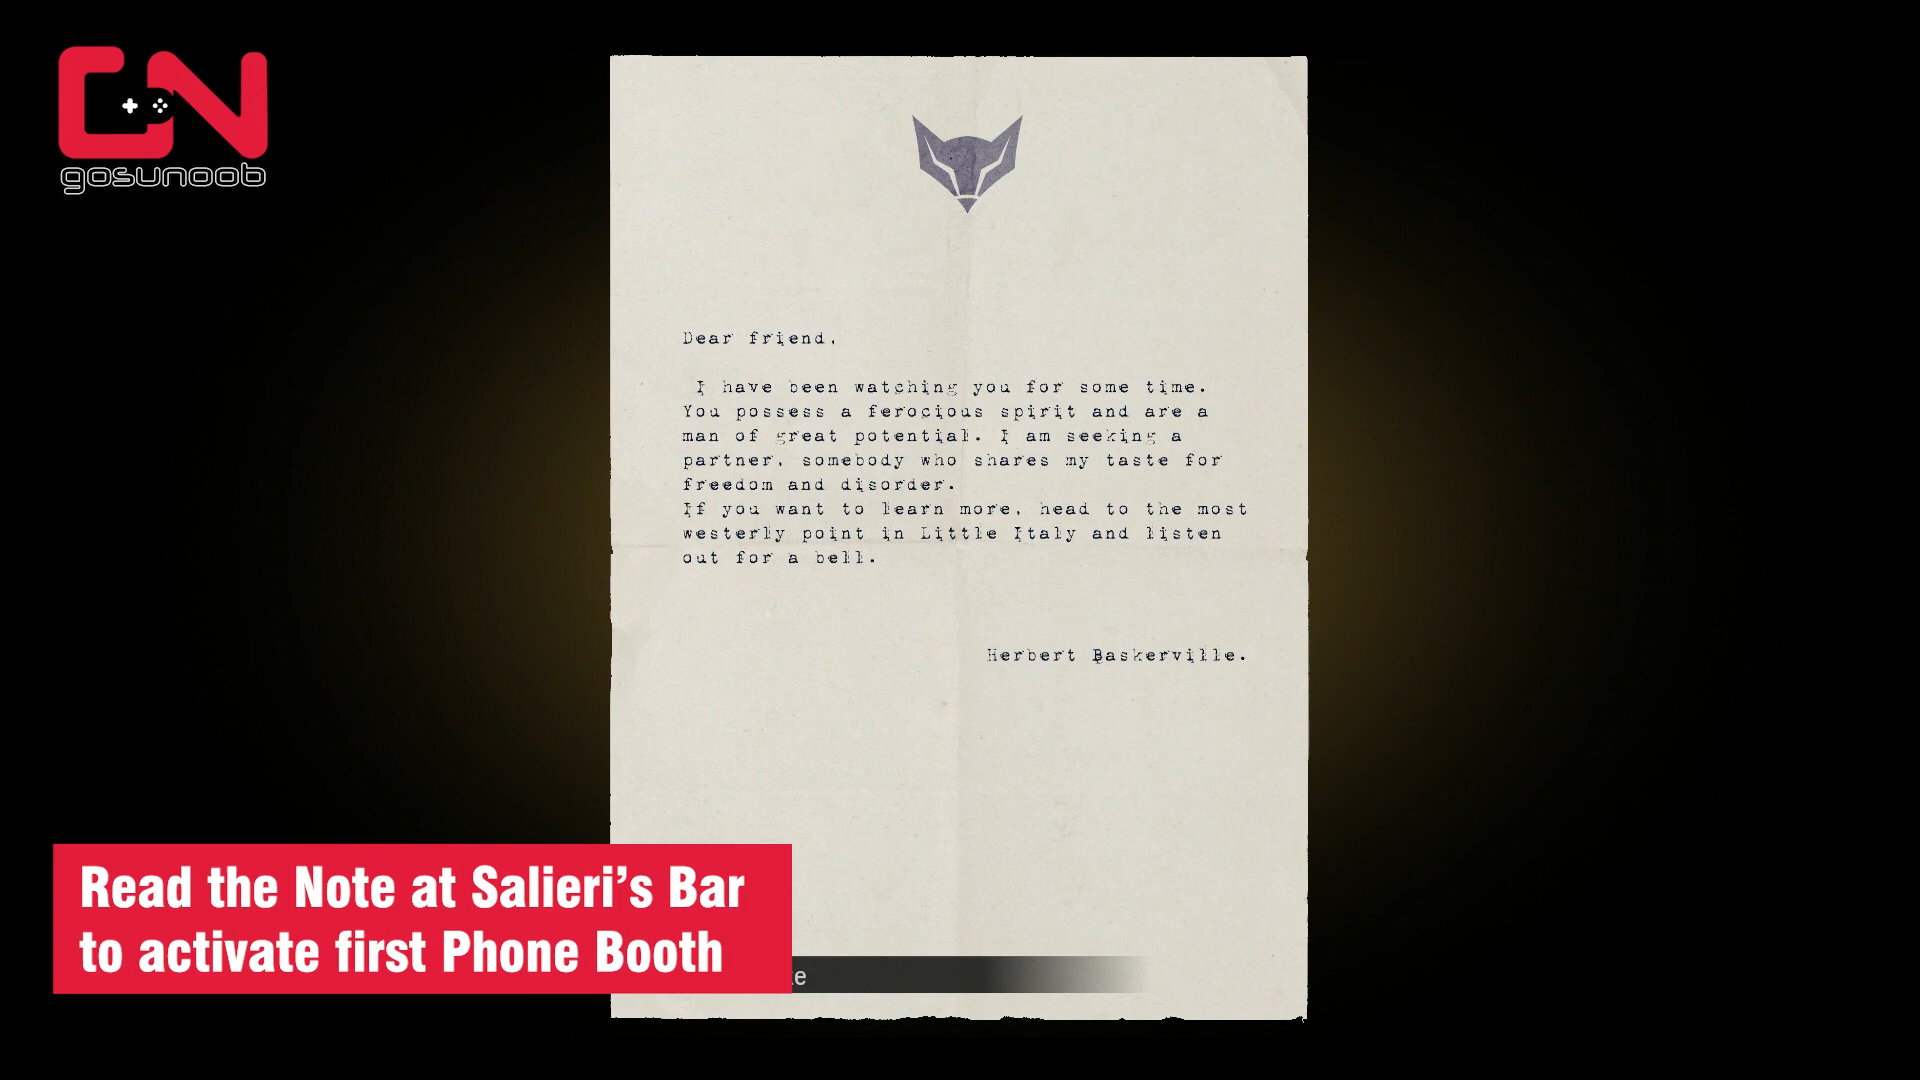 gosunoob
Dear friend,
I have been watching you for some time.
You possess a ferocious spirit and are a
man of great potential. I am seeking a
partner, somebody who shares my taste for
freedom and disorder.
If you want to learn more, head to the most
westerly point in Little Italy and listen
out for a bell.
Herbert Baskerville.
Read the Note at Salieri's Bar
to activate first Phone Booth